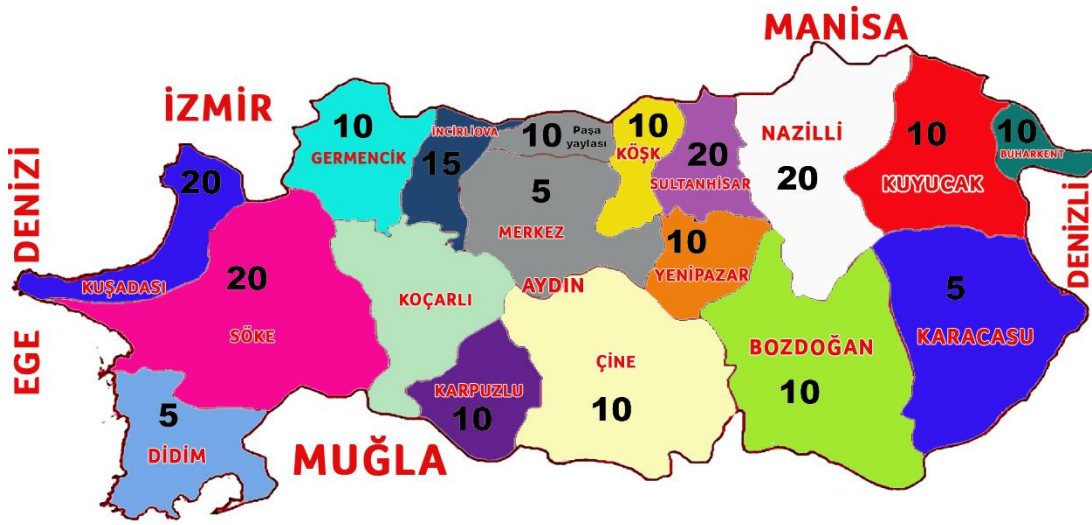 MANİSA
İZMİR
EGE DENİZİ
DENİZLİ
MUĞLA
20
KUŞADASI
20
SÖKE
5
DİDİM
10
GERMENCİK
İNCİRLİOVA
15
10
Paşa
yaylası
5
MERKEZ
AYDIN
10
KÖŞK
20
SULTANHİSAR
10
YENİPAZAR
NAZİLLİ
20
10
KUYUCAK
10
BUHARKENT
KOÇARLI
KARPUZLU
10
ÇİNE
10
BOZDOĞAN
10
5
KARACASU